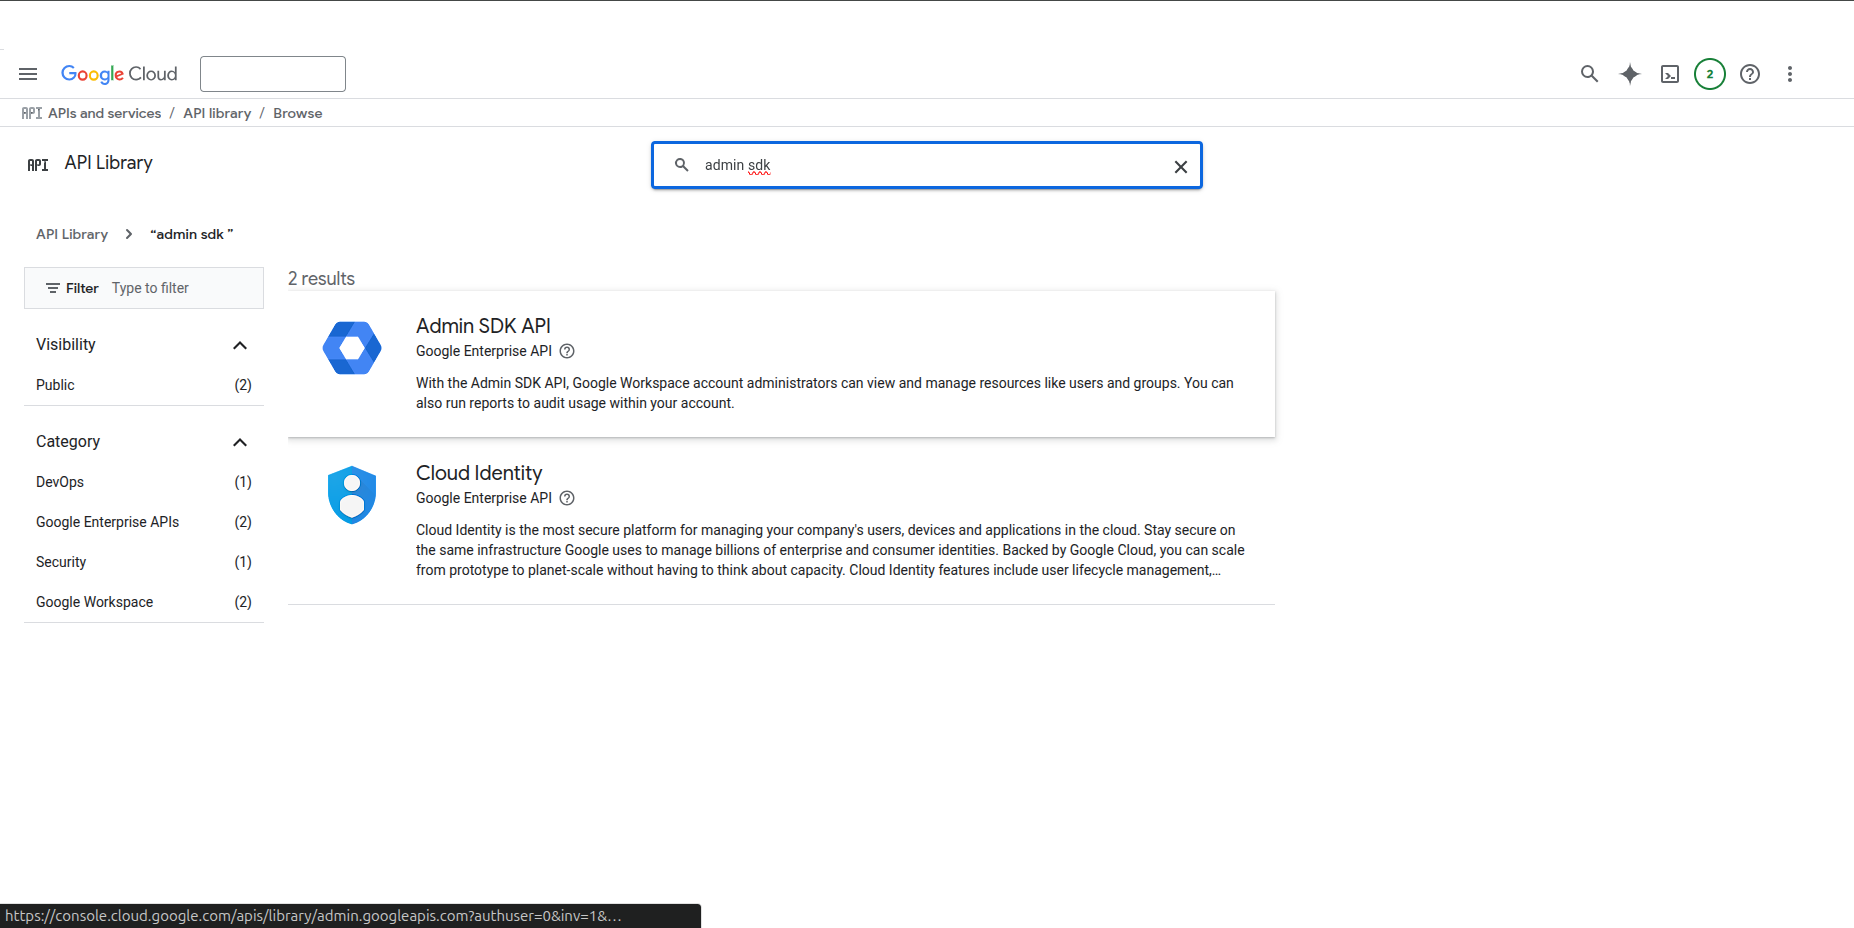 Google Cloud
2
API APIs and services / API library / Browse
API API Library
admin sdk
API Library > “admin sdk ”
Filter Type to filter
Visibility
Public (2)
Category
DevOps (1)
Google Enterprise APIs (2)
Security (1)
Google Workspace (2)
2 results
Admin SDK API
Google Enterprise API
With the Admin SDK API, Google Workspace account administrators can view and manage resources like users and groups. You can
also run reports to audit usage within your account.
Cloud Identity
Google Enterprise API
Cloud Identity is the most secure platform for managing your company's users, devices and applications in the cloud. Stay secure on
the same infrastructure Google uses to manage billions of enterprise and consumer identities. Backed by Google Cloud, you can scale
from prototype to planet-scale without having to think about capacity. Cloud Identity features include user lifecycle management,...
https://console.cloud.google.com/apis/library/admin.googleapis.com?authuser=0&inv=1&...